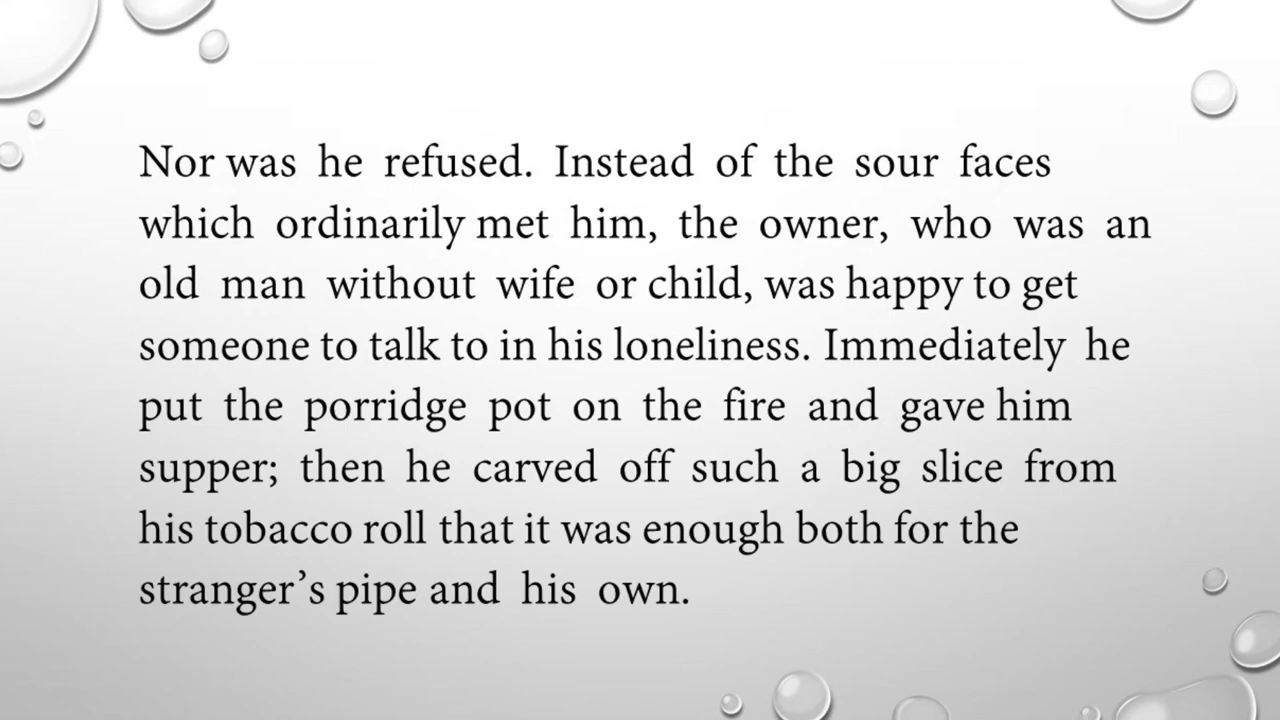 Nor was he refused. Instead of the sour faces
which ordinarily met him, the owner, who was an
old man without wife or child, was happy to get
someone to talk to in his loneliness. Immediately he
put the porridge pot on the fire and gave him
supper; then he carved off such a big slice from
his tobacco roll that it was enough both for the
stranger’s pipe and his own.